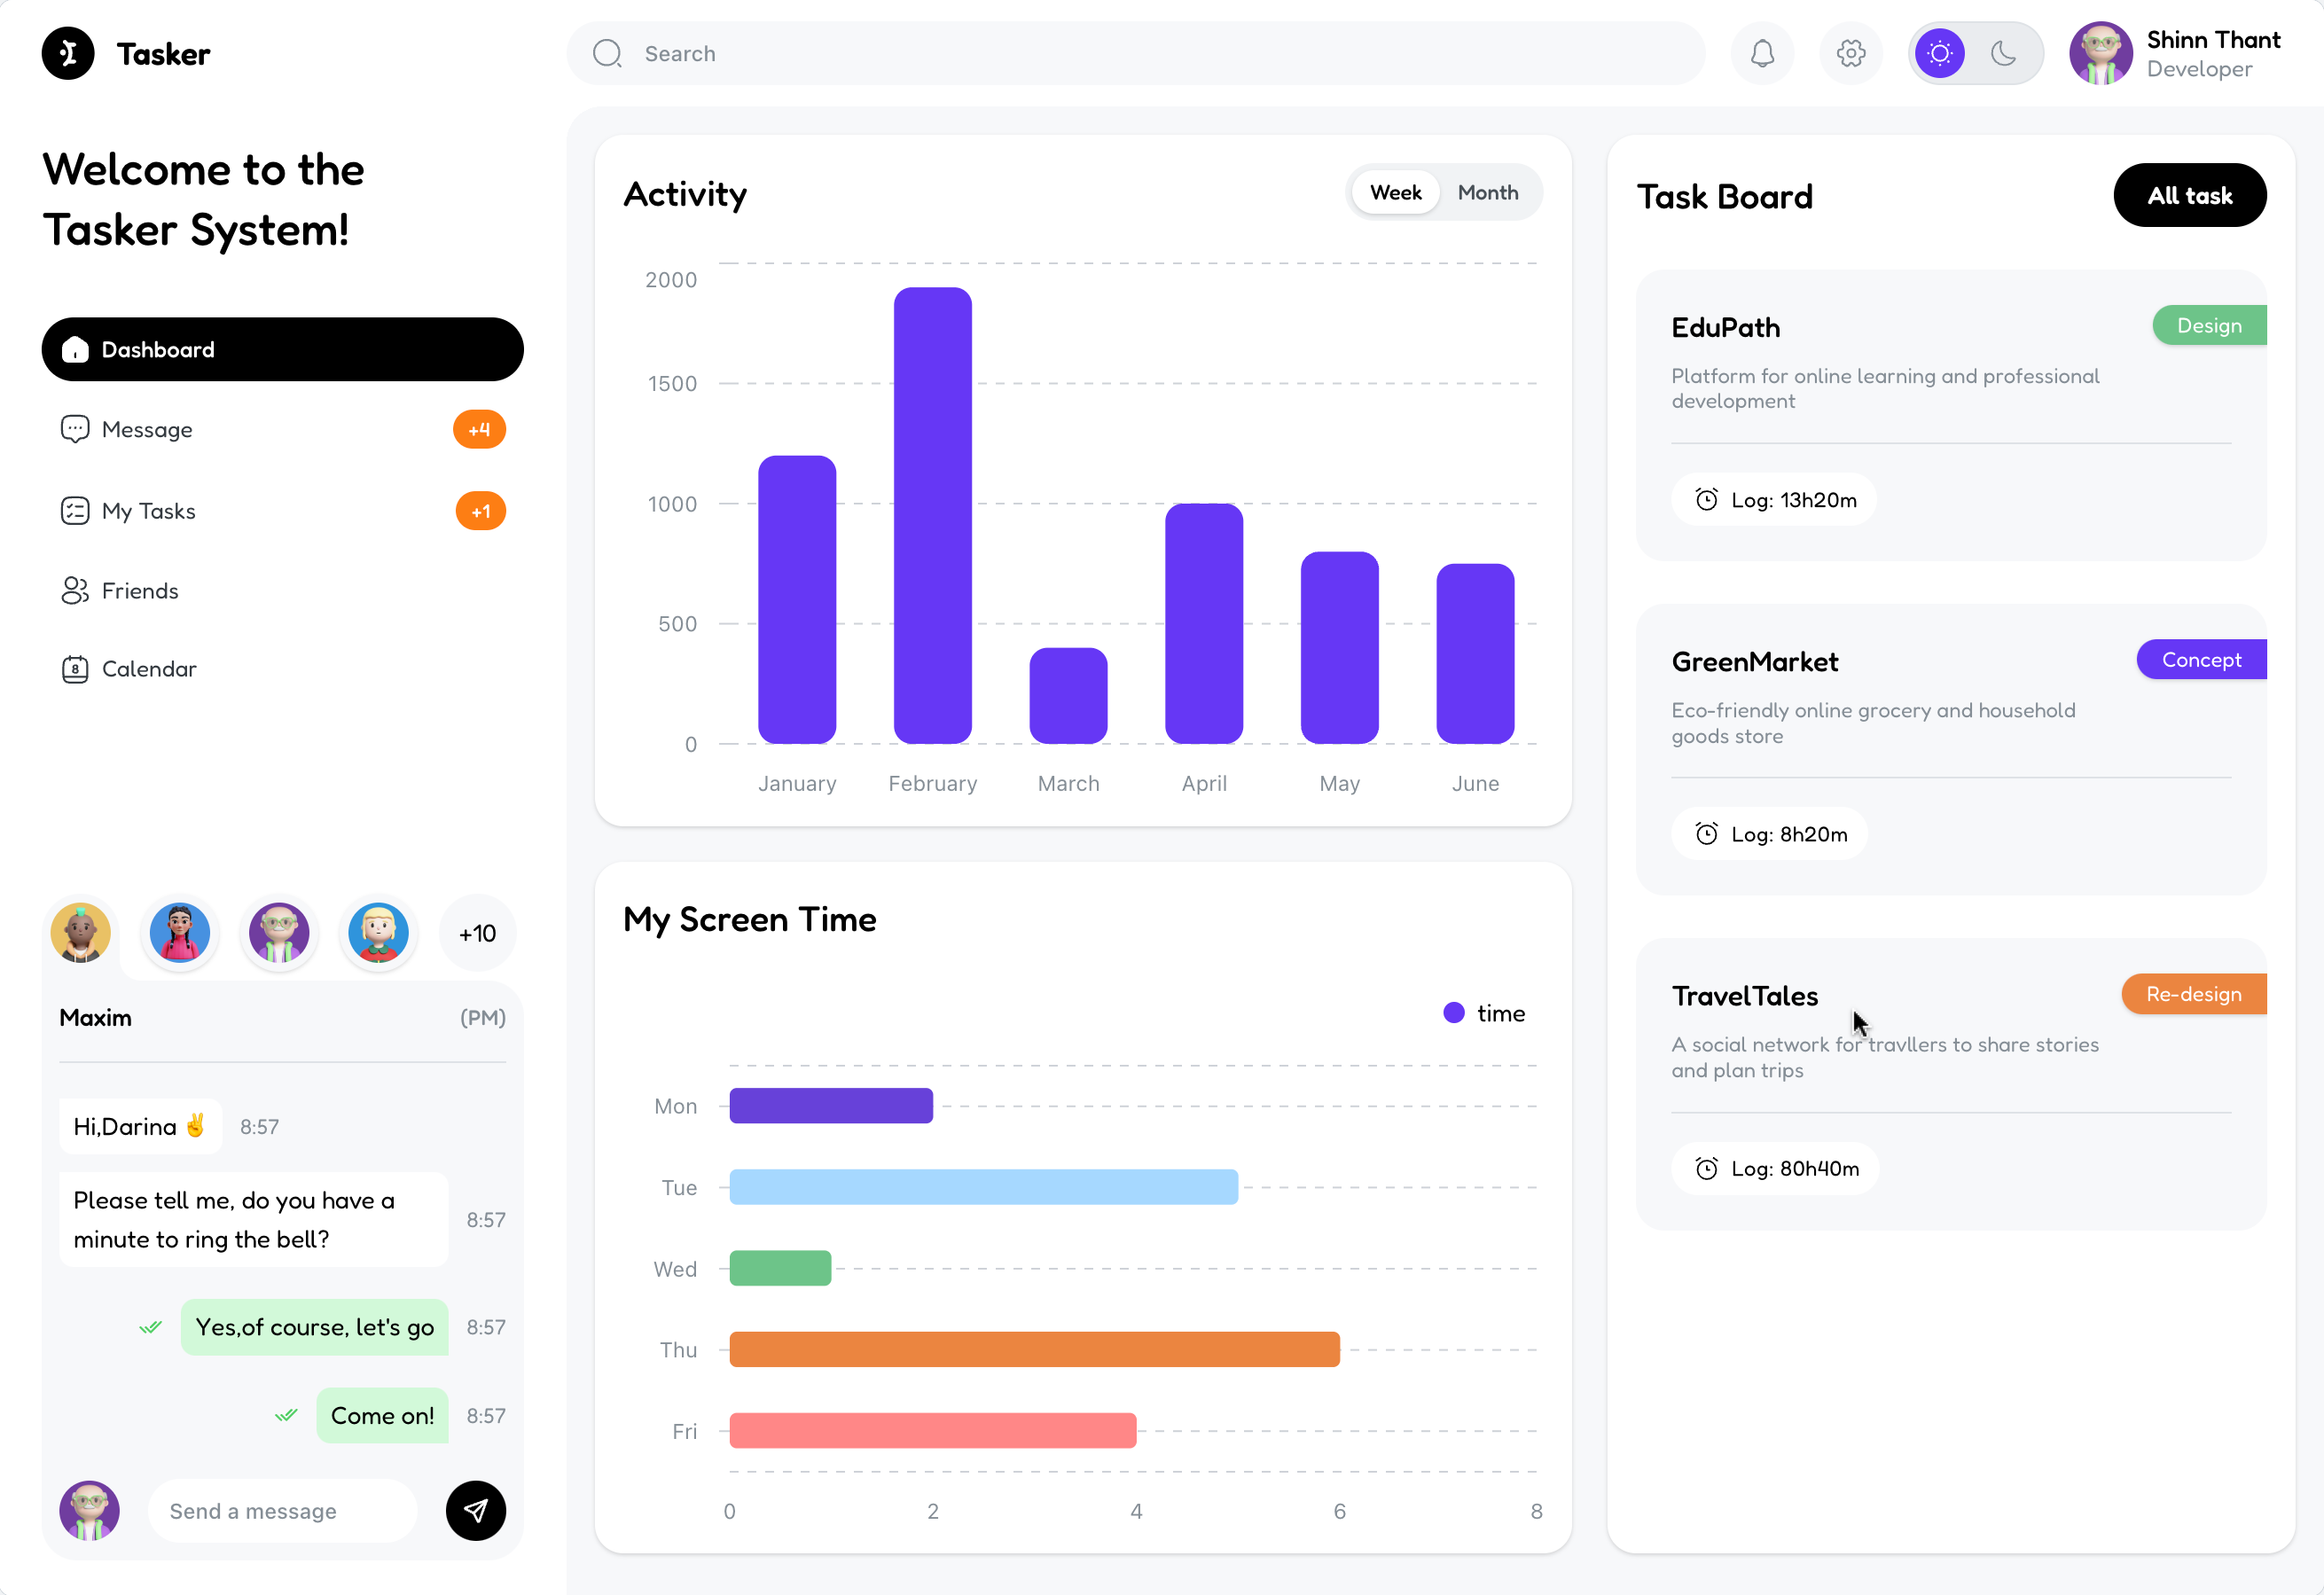 Tasker
Search
Shinn Thant
Developer
Welcome to the
Tasker System!
Dashboard
Message
+4
My Tasks
+1
Friends
Calendar
8
+10
Maxim
(PM)
Hi,Darina ✌️
8:57
Please tell me, do you have a
minute to ring the bell?
8:57
Yes,of course, let's go
8:57
Come on!
8:57
Send a message
Activity
Week
Month
2000
1500
1000
500
0
January
February
March
April
May
June
My Screen Time
time
Mon
Tue
Wed
Thu
Fri
0
2
4
6
8
Task Board
All task
EduPath
Design
Platform for online learning and professional
development
Log: 13h20m
GreenMarket
Concept
Eco-friendly online grocery and household
goods store
Log: 8h20m
TravelTales
Re-design
A social network for travllers to share stories
and plan trips
Log: 80h40m